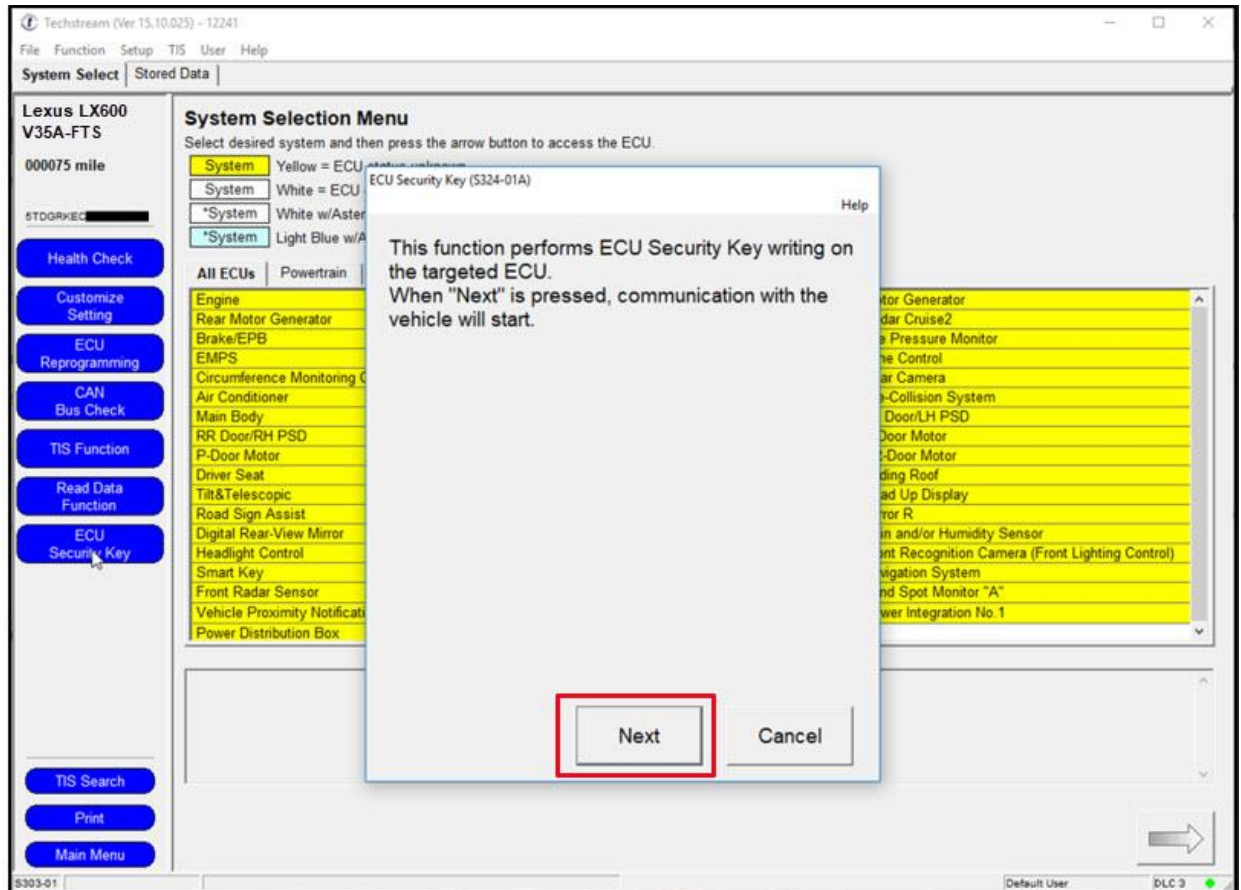 Techstream (Ver 15.10.025) - 12241
File Function Setup TIS User Help
System Select Stored Data
Lexus LX600
V35A-FTS
000075 mile
5TDGRKEC
Health Check
Customize
Setting
ECU
Reprogramming
CAN
Bus Check
TIS Function
Read Data
Function
ECU
Security Key
TIS Search
Print
Main Menu
System Selection Menu
Select desired system and then press the arrow button to access the ECU.
System Yellow = ECU status unknown
System White = ECU
*System White w/Aster
*System Light Blue w/A
All ECUs Powertrain
Engine
Rear Motor Generator
Brake/EPB
EMPS
Circumference Monitoring
Air Conditioner
Main Body
RR Door/RH PSD
P-Door Motor
Driver Seat
Tilt&Telescopic
Road Sign Assist
Digital Rear-View Mirror
Headlight Control
Smart Key
Front Radar Sensor
Vehicle Proximity Notificati
Power Distribution Box
ECU Security Key (S324-01A)
Help
This function performs ECU Security Key writing on
the targeted ECU.
When "Next" is pressed, communication with the
vehicle will start.
Next Cancel
tor Generator
dar Cruise2
e Pressure Monitor
ne Control
ar Camera
e-Collision System
Door/LH PSD
Door Motor
-Door Motor
ding Roof
ad Up Display
ror R
in and/or Humidity Sensor
ont Recognition Camera (Front Lighting Control)
vigation System
nd Spot Monitor "A"
wer Integration No.1
S303-01 Default User DLC 3